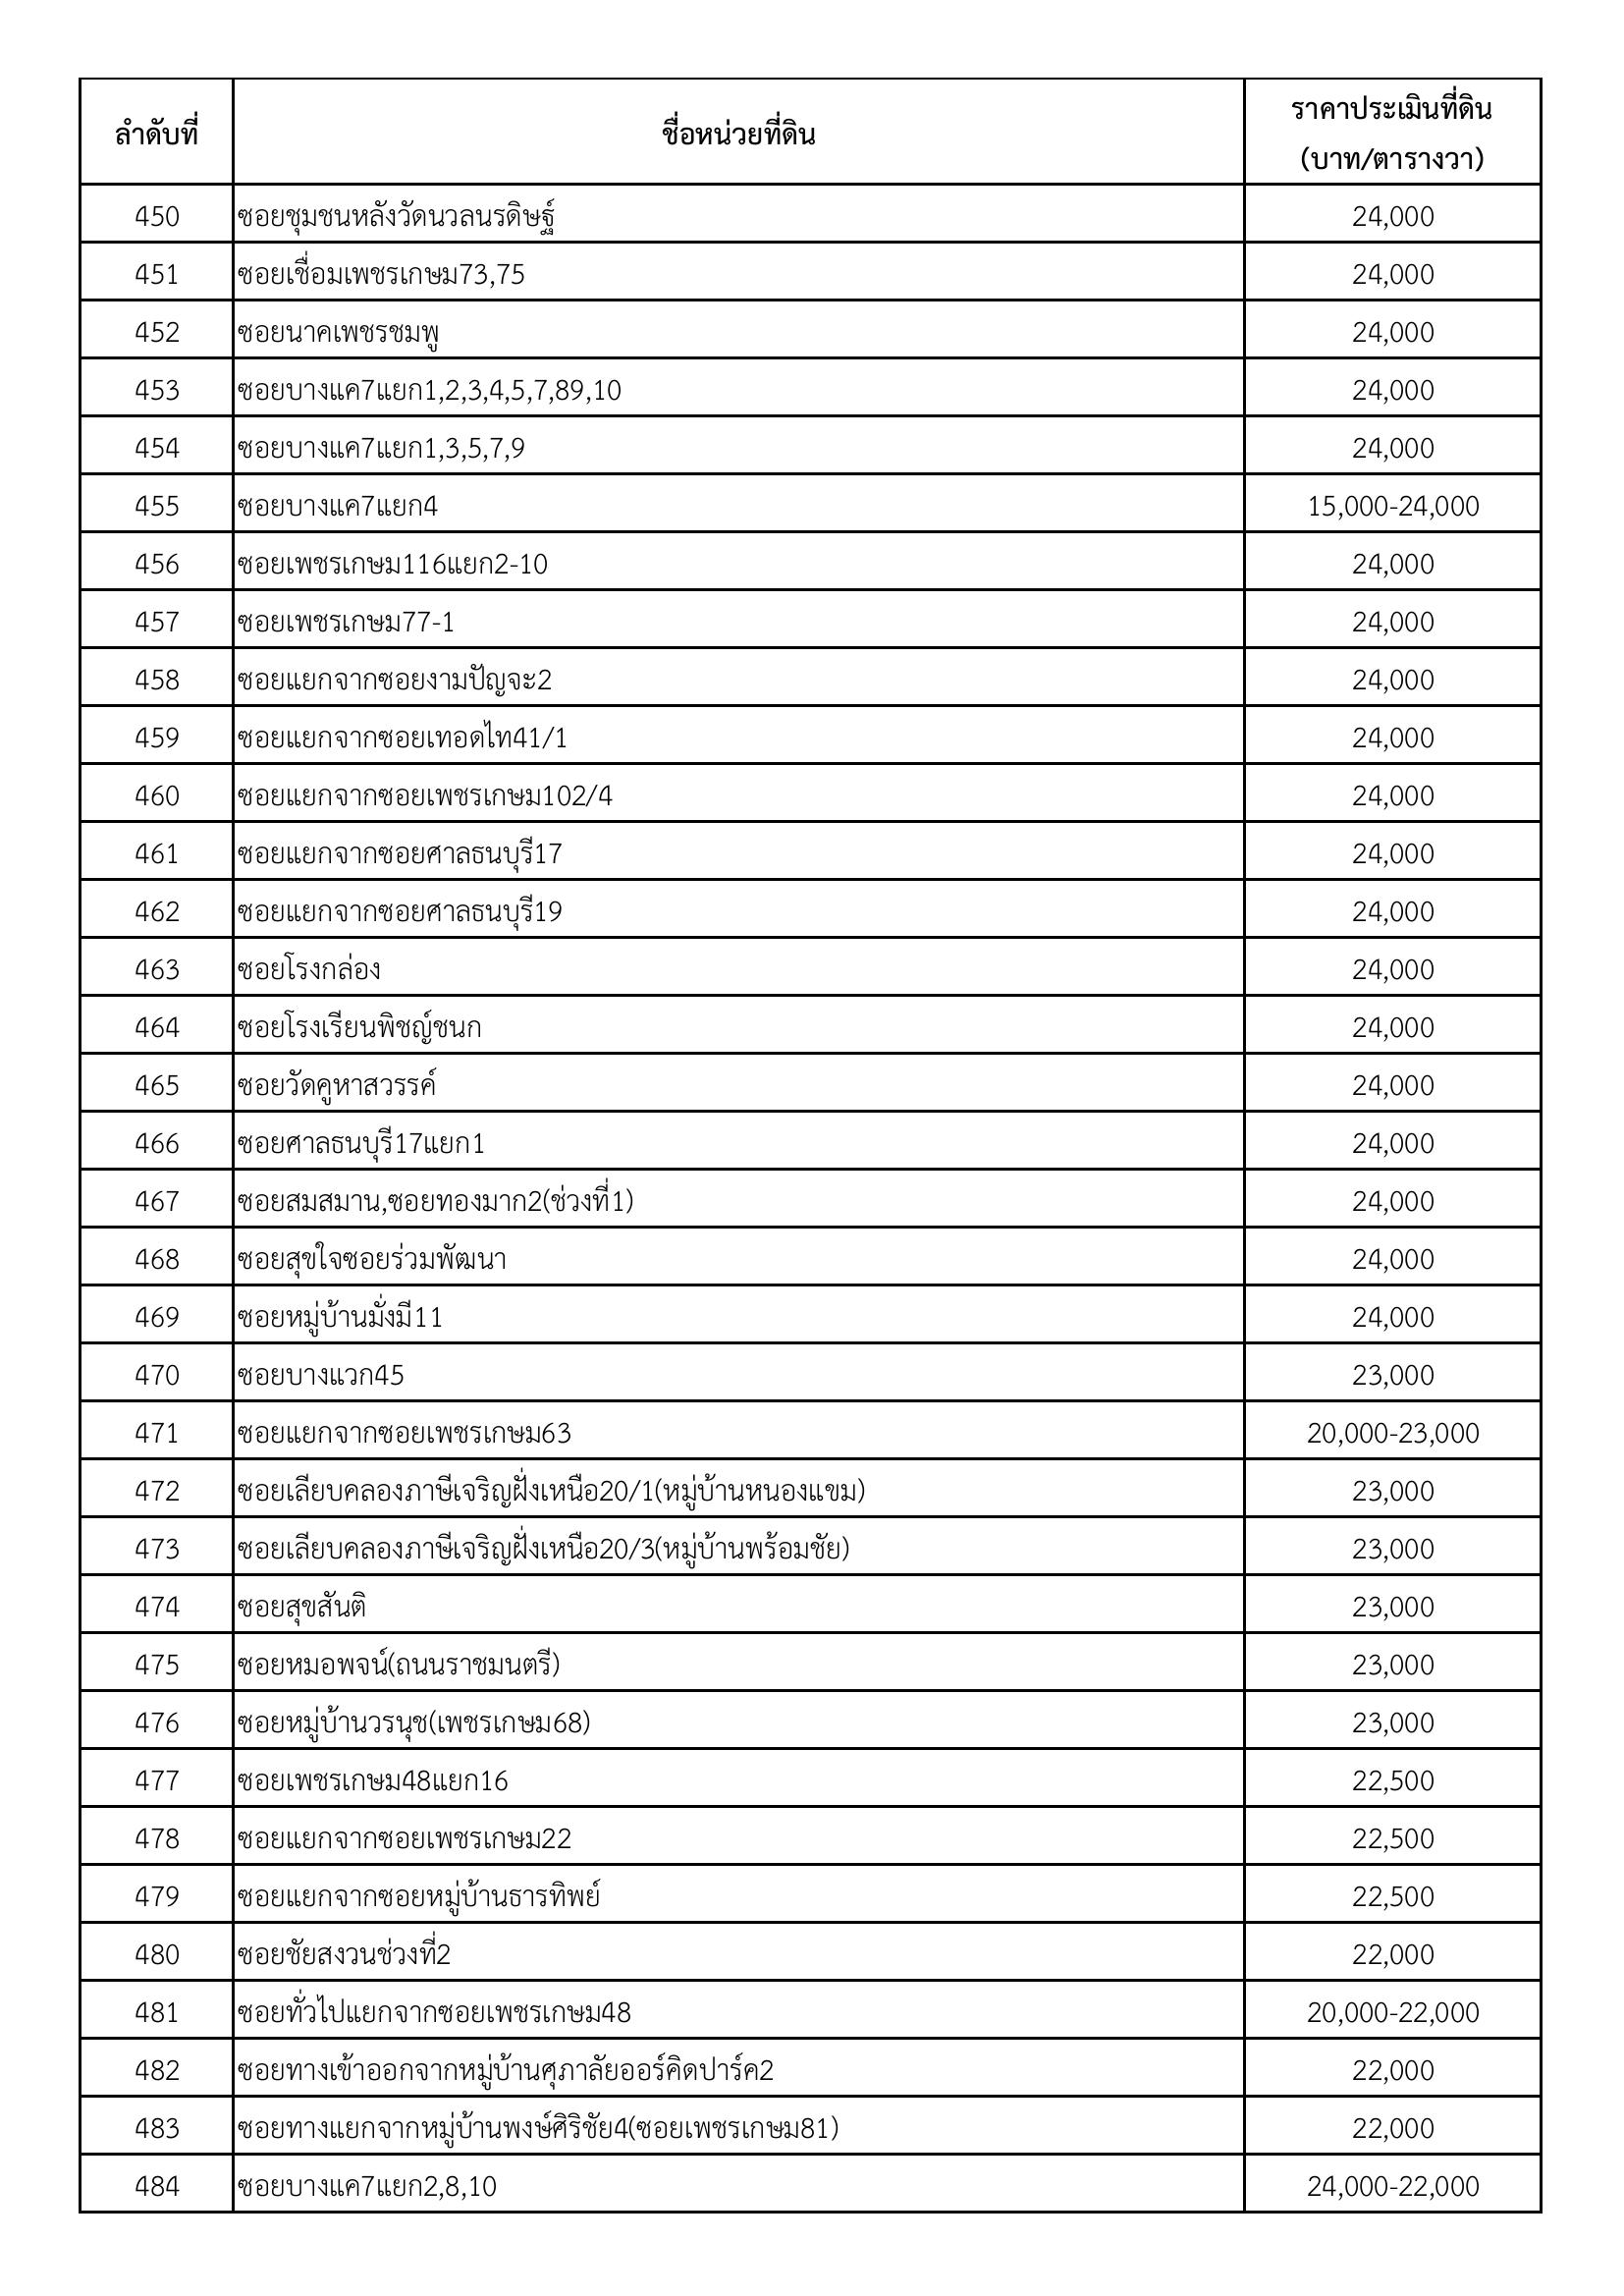 ลำดับที่ ชื่อหน่วยที่ดิน ราคาประเมินที่ดิน
(บาท/ตารางวา)
450 ซอยชุมชนหลังวัดนวลนรดิษฐ์ 24,000
451 ซอยเชื่อมเพชรเกษม73,75 24,000
452 ซอยนาคเพชรชมพู 24,000
453 ซอยบางแค7แยก1,2,3,4,5,7,89,10 24,000
454 ซอยบางแค7แยก1,3,5,7,9 24,000
455 ซอยบางแค7แยก4 15,000-24,000
456 ซอยเพชรเกษม116แยก2-10 24,000
457 ซอยเพชรเกษม77-1 24,000
458 ซอยแยกจากซอยงามปัญจะ2 24,000
459 ซอยแยกจากซอยเทอดไท41/1 24,000
460 ซอยแยกจากซอยเพชรเกษม102/4 24,000
461 ซอยแยกจากซอยศาลธนบุรี17 24,000
462 ซอยแยกจากซอยศาลธนบุรี19 24,000
463 ซอยโรงกล่อง 24,000
464 ซอยโรงเรียนพิชญ์ชนก 24,000
465 ซอยวัดคูหาสวรรค์ 24,000
466 ซอยศาลธนบุรี17แยก1 24,000
467 ซอยสมสมาน,ซอยทองมาก2(ช่วงที่1) 24,000
468 ซอยสุขใจซอยร่วมพัฒนา 24,000
469 ซอยหมู่บ้านมั่งมี11 24,000
470 ซอยบางแวก45 23,000
471 ซอยแยกจากซอยเพชรเกษม63 20,000-23,000
472 ซอยเลียบคลองภาษีเจริญฝั่งเหนือ20/1(หมู่บ้านหนองแขม) 23,000
473 ซอยเลียบคลองภาษีเจริญฝั่งเหนือ20/3(หมู่บ้านพร้อมชัย) 23,000
474 ซอยสุขสันติ 23,000
475 ซอยหมอพจน์(ถนนราชมนตรี) 23,000
476 ซอยหมู่บ้านวรนุช(เพชรเกษม68) 23,000
477 ซอยเพชรเกษม48แยก16 22,500
478 ซอยแยกจากซอยเพชรเกษม22 22,500
479 ซอยแยกจากซอยหมู่บ้านธารทิพย์ 22,500
480 ซอยชัยสงวนช่วงที่2 22,000
481 ซอยทั่วไปแยกจากซอยเพชรเกษม48 20,000-22,000
482 ซอยทางเข้าออกจากหมู่บ้านศุภาลัยออร์คิดปาร์ค2 22,000
483 ซอยทางแยกจากหมู่บ้านพงษ์ศิริชัย4(ซอยเพชรเกษม81) 22,000
484 ซอยบางแค7แยก2,8,10 24,000-22,000